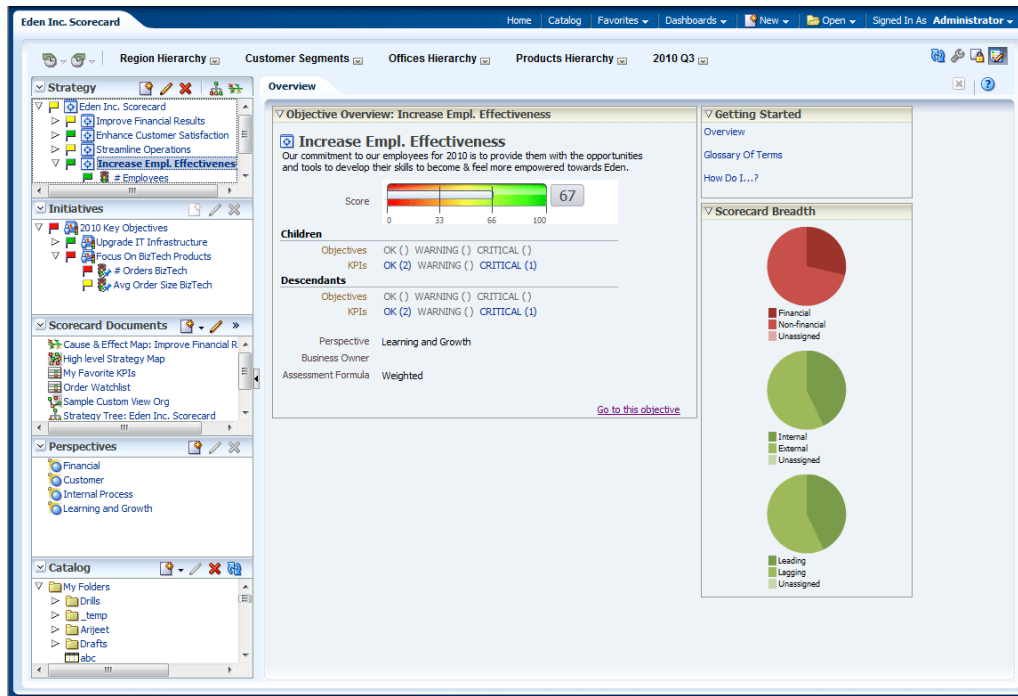 Eden Inc. Scorecard
Home Catalog Favorites Dashboards New Open Signed In As Administrator
Region Hierarchy Customer Segments Offices Hierarchy Products Hierarchy 2010 Q3
Strategy
Eden Inc. Scorecard
Improve Financial Results
Enhance Customer Satisfaction
Streamline Operations
Increase Empl. Effectivenes
# Employees
Initiatives
2010 Key Objectives
Upgrade IT Infrastructure
Focus On BizTech Products
# Orders BizTech
Avg Order Size BizTech
Scorecard Documents »
Cause & Effect Map: Improve Financial R
High level Strategy Map
My Favorite KPIs
Order Watchlist
Sample Custom View Org
Strategy Tree: Eden Inc. Scorecard
Perspectives
Financial
Customer
Internal Process
Learning and Growth
Catalog
My Folders
Drills
_temp
Arijeet
Drafts
abc
Overview
Objective Overview: Increase Empl. Effectiveness
Increase Empl. Effectiveness
Our commitment to our employees for 2010 is to provide them with the opportunities
and tools to develop their skills to become & feel more empowered towards Eden.
Score 67
0 33 66 100
Children
Objectives OK () WARNING () CRITICAL ()
KPIs OK (2) WARNING () CRITICAL (1)
Descendants
Objectives OK () WARNING () CRITICAL ()
KPIs OK (2) WARNING () CRITICAL (1)
Perspective Learning and Growth
Business Owner
Assessment Formula Weighted
Go to this objective
Getting Started
Overview
Glossary Of Terms
How Do I...?
Scorecard Breadth
Financial
Non-financial
Unassigned
Internal
External
Unassigned
Leading
Lagging
Unassigned